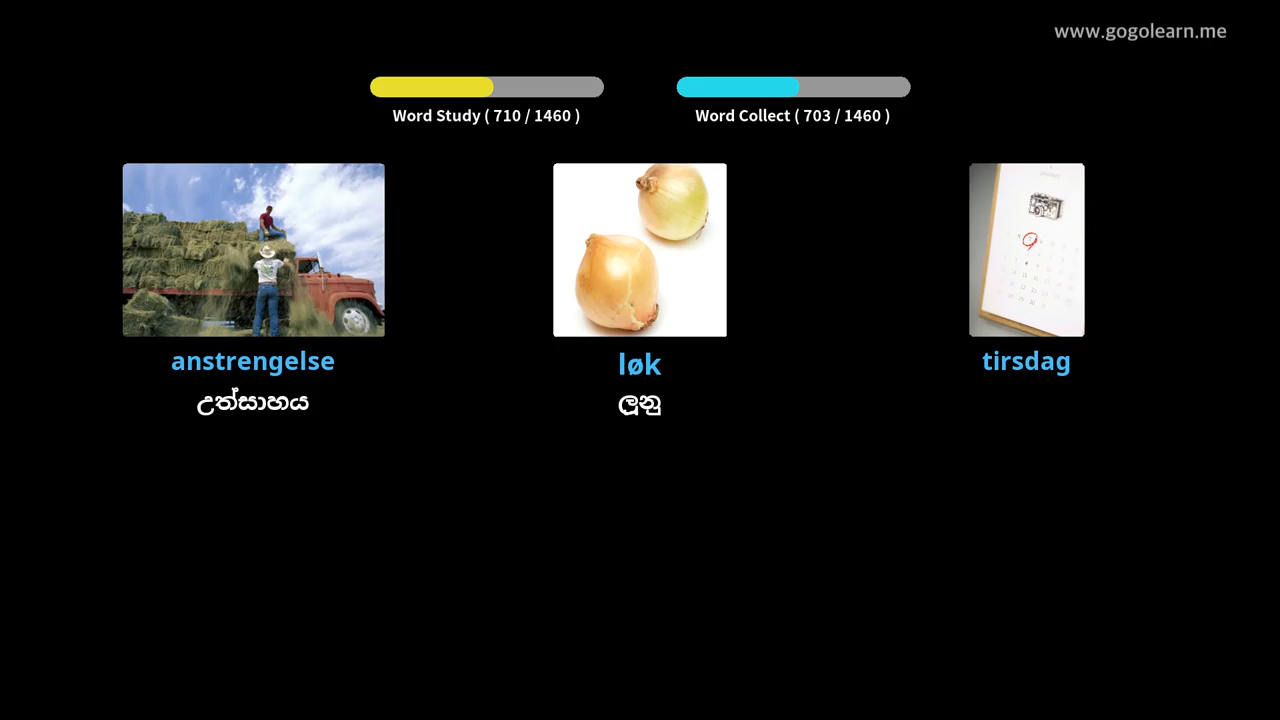 www.gogolearn.me
Word Study ( 710 / 1460 )
Word Collect ( 703 / 1460 )
anstrengelse
උත්සාහය
løk
ලූනු
tirsdag